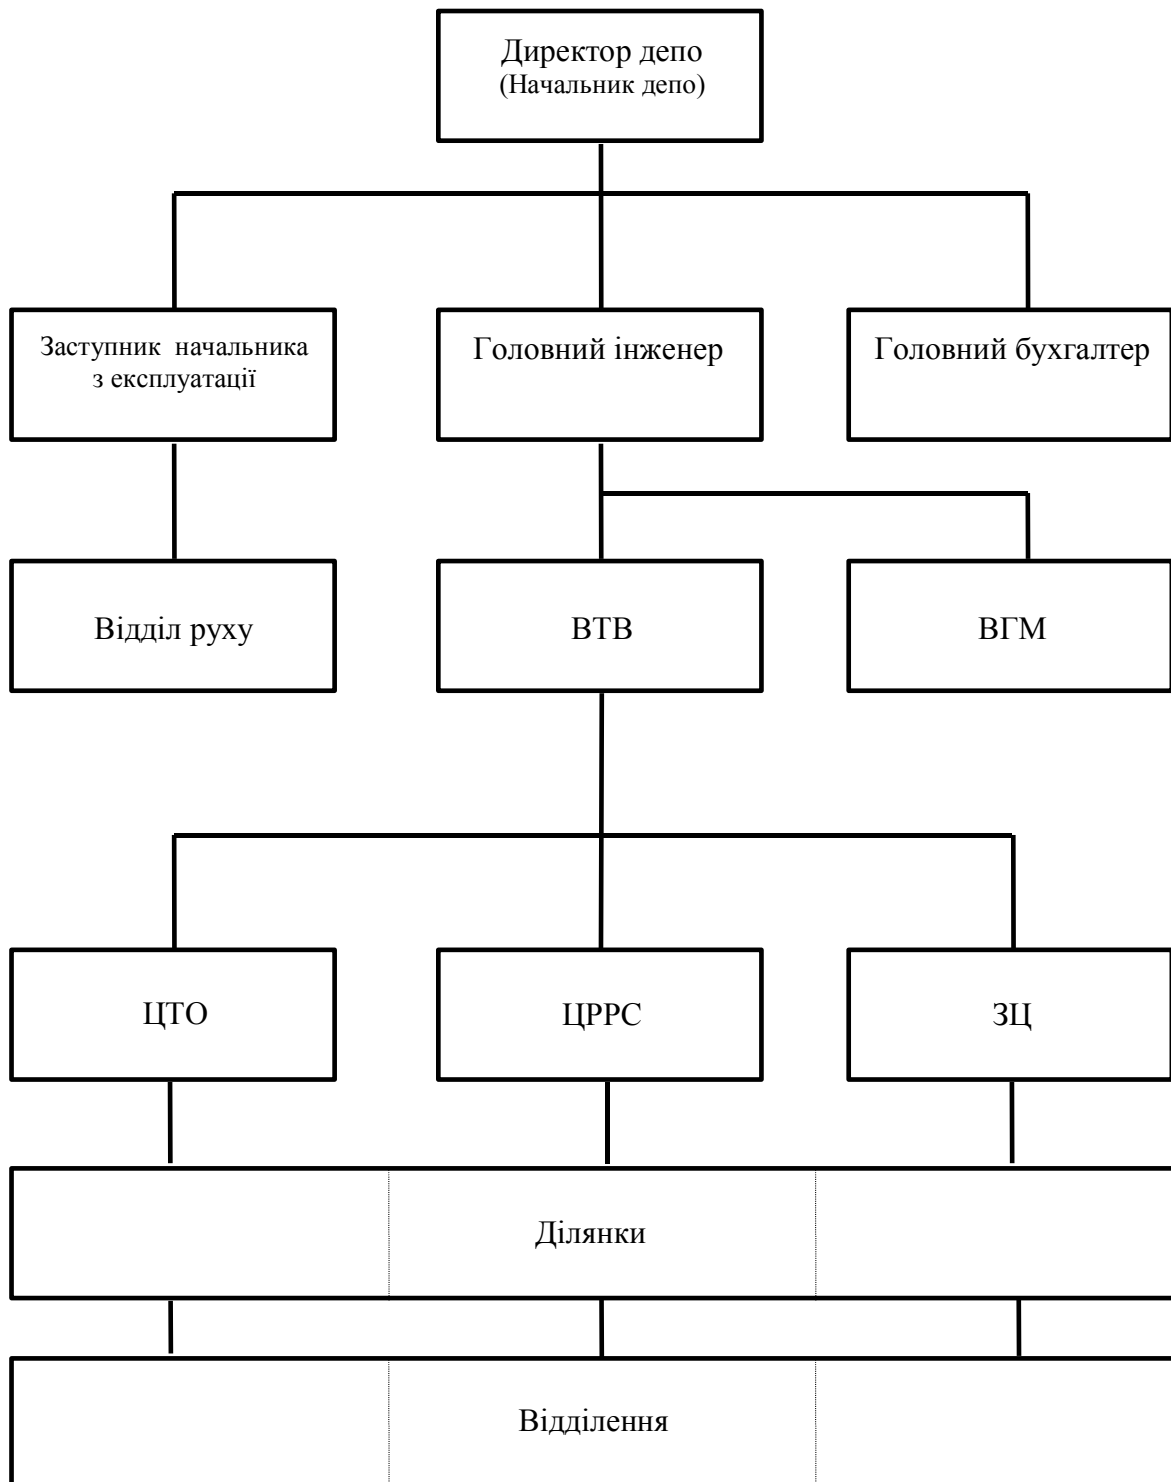 Директор депо
(Начальник депо)
Заступник начальника
з експлуатації
Головний інженер
Головний бухгалтер
Відділ руху
ВТВ
ВГМ
ЦТО
ЦРРС
ЗЦ
Ділянки
Відділення